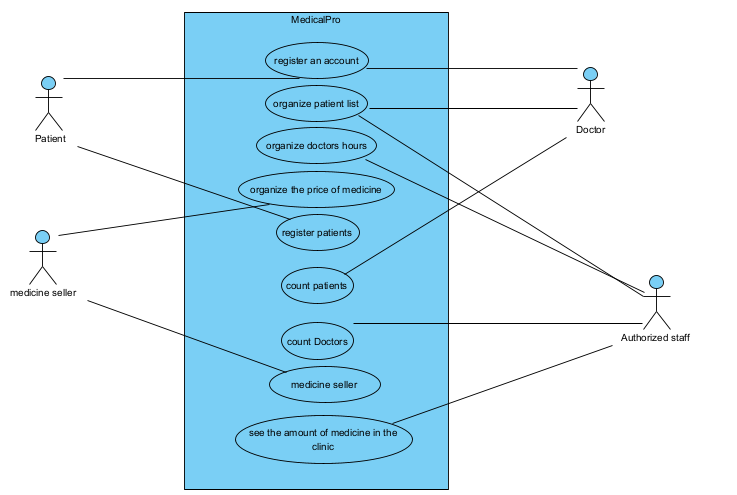 MedicalPro
register an account
organize patient list
organize doctors hours
organize the price of medicine
register patients
count patients
count Doctors
medicine seller
see the amount of medicine in the
clinic
Patient
medicine seller
Doctor
Authorized staff